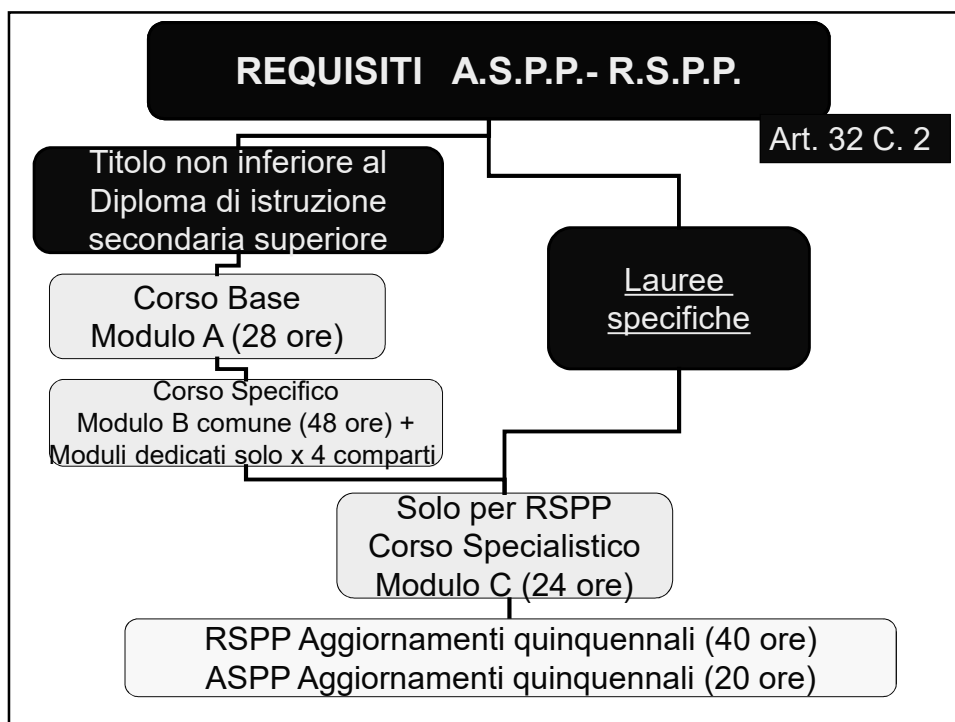 REQUISITI A.S.P.P.- R.S.P.P.
Art. 32 C. 2
Titolo non inferiore al
Diploma di istruzione
secondaria superiore
Lauree
specifiche
Corso Base
Modulo A (28 ore)
Corso Specifico
Modulo B comune (48 ore) +
Moduli dedicati solo x 4 comparti
Solo per RSPP
Corso Specialistico
Modulo C (24 ore)
RSPP Aggiornamenti quinquennali (40 ore)
ASPP Aggiornamenti quinquennali (20 ore)